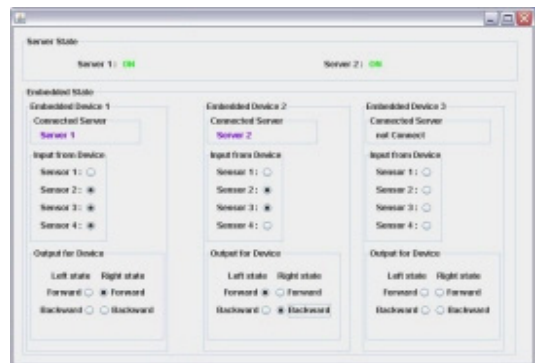 Server State
Server 1: ON Server 2: ON
Embedded State
Embedded Device 1 Embedded Device 2 Embedded Device 3
Connected Server Connected Server Connected Server
Server 1 Server 2 not Connect
Input from Device Input from Device Input from Device
Sensor 1: Sensor 1: Sensor 1:
Sensor 2: Sensor 2: Sensor 2:
Sensor 3: Sensor 3: Sensor 3:
Sensor 4: Sensor 4: Sensor 4:
Output for Device Output for Device Output for Device
Left state Right state Left state Right state Left state Right state
Forward Forward Forward Forward Forward Forward
Backward Backward Backward Backward Backward Backward